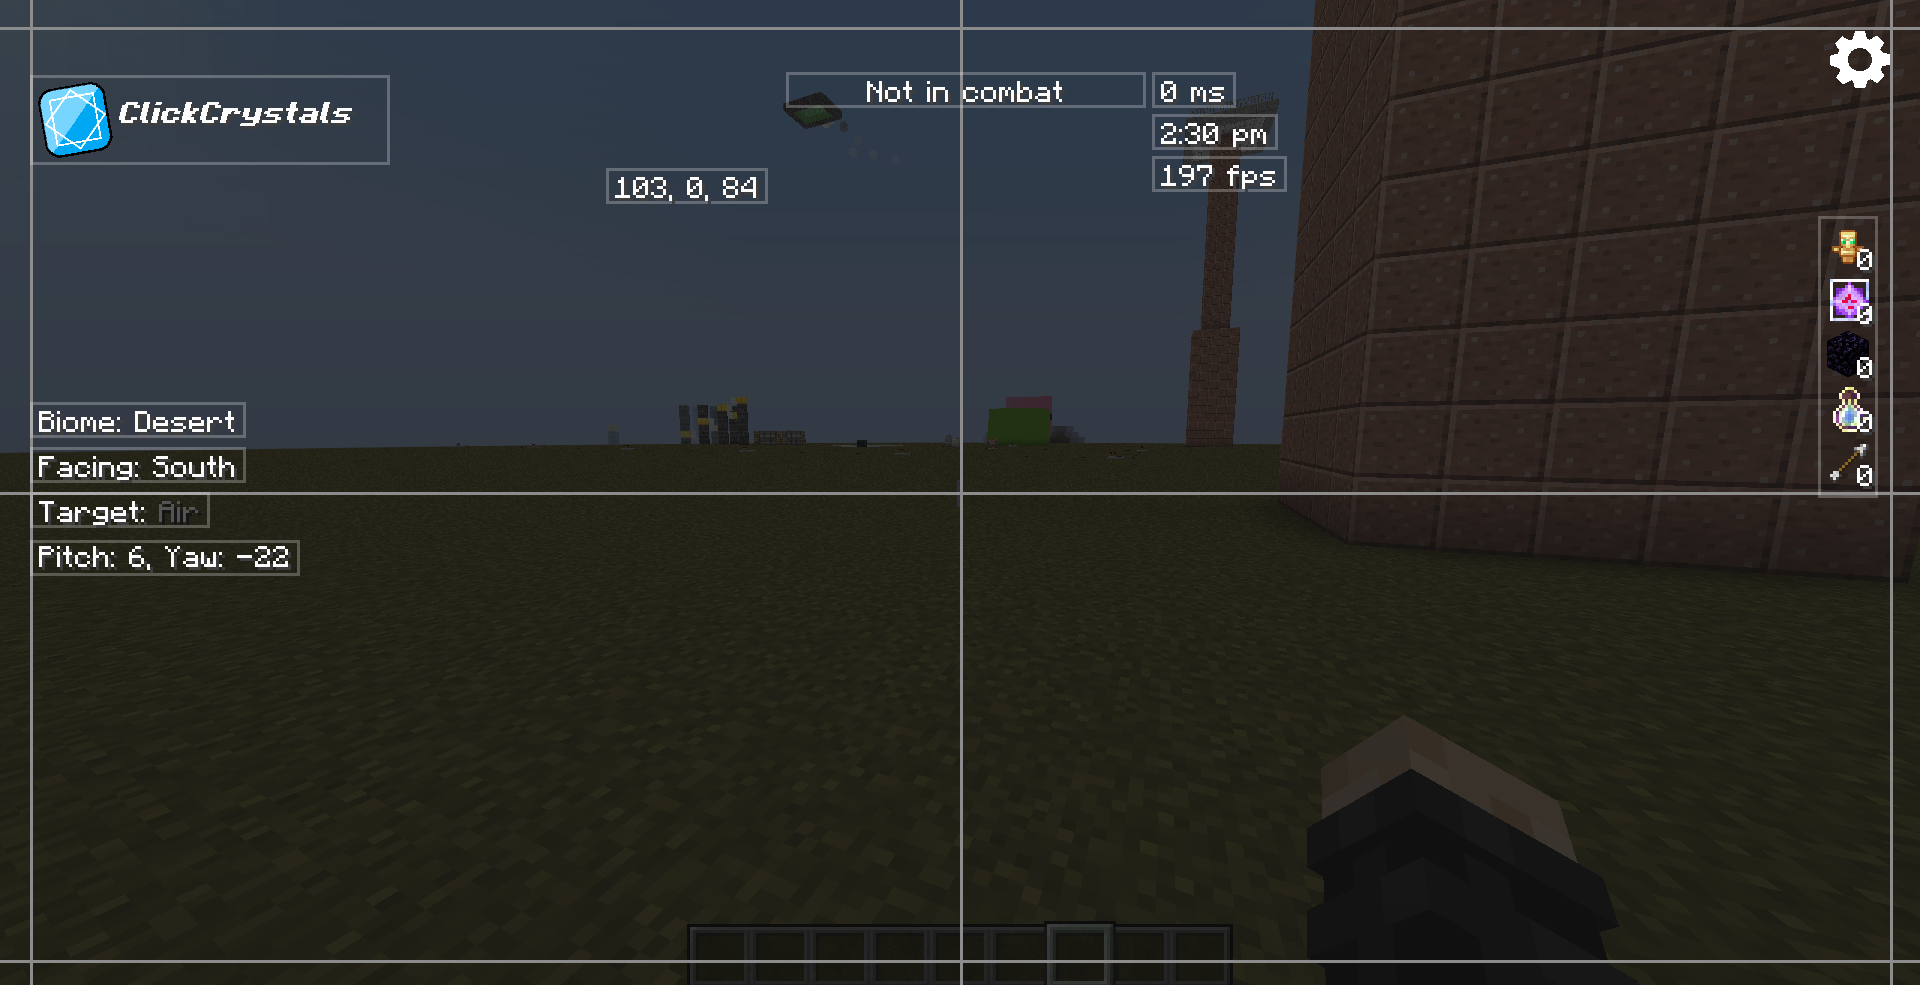 ClickCrystals
Not in combat
0 ms
2:30 pm
197 fps
103, 0, 84
0
0
0
0
0
Biome: Desert
Facing: South
Target: Air
Pitch: 6, Yaw: -22